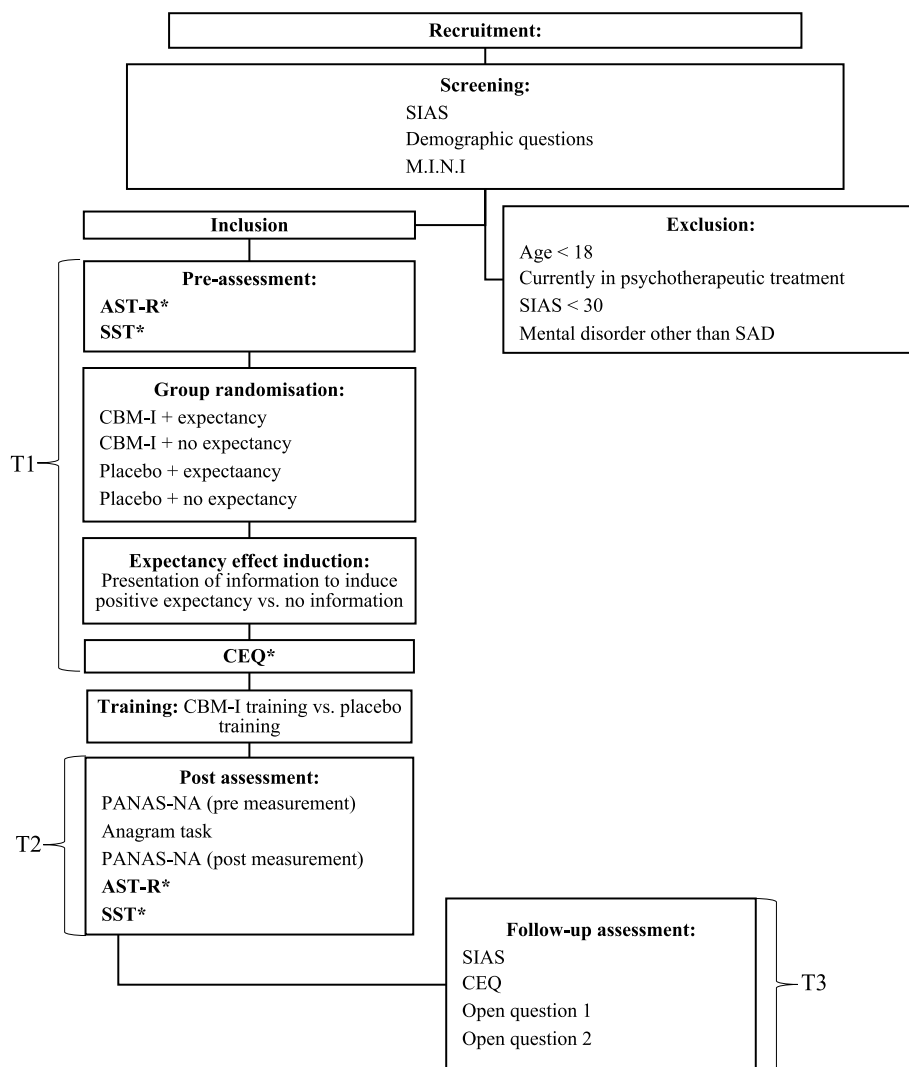 Recruitment:
Screening:
SIAS
Demographic questions
M.I.N.I
Inclusion
Exclusion:
Age < 18
Currently in psychotherapeutic treatment
SIAS < 30
Mental disorder other than SAD
T1
Pre-assessment:
AST-R*
SST*
Group randomisation:
CBM-I + expectancy
CBM-I + no expectancy
Placebo + expectaancy
Placebo + no expectancy
Expectancy effect induction:
Presentation of information to induce
positive expectancy vs. no information
CEQ*
Training: CBM-I training vs. placebo
training
T2
Post assessment:
PANAS-NA (pre measurement)
Anagram task
PANAS-NA (post measurement)
AST-R*
SST*
Follow-up assessment:
SIAS
CEQ
Open question 1
Open question 2
T3